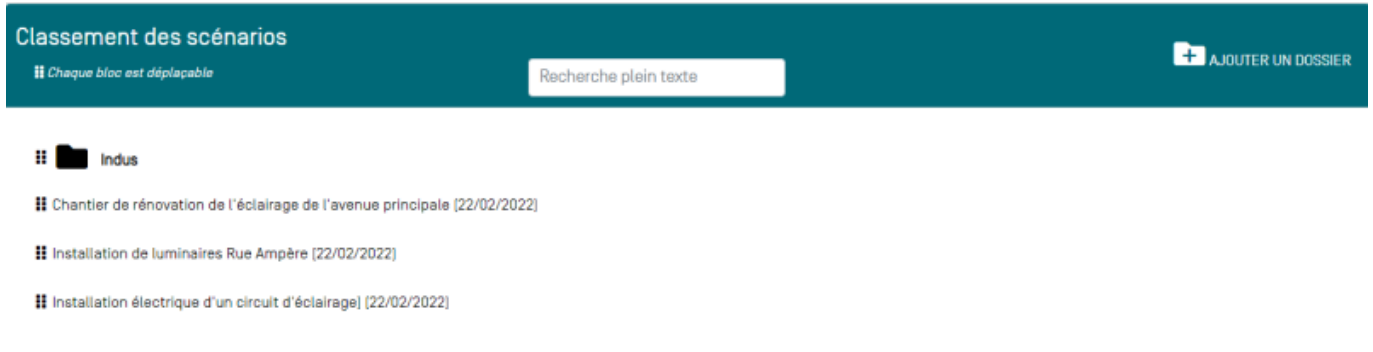 Classement des scénarios
Chaque bloc est déplaçable
Recherche plein texte
AJOUTER UN DOSSIER
Indus
Chantier de rénovation de l'éclairage de l'avenue principale (22/02/2022)
Installation de luminaires Rue Ampère (22/02/2022)
Installation électrique d'un circuit d'éclairage) (22/02/2022)